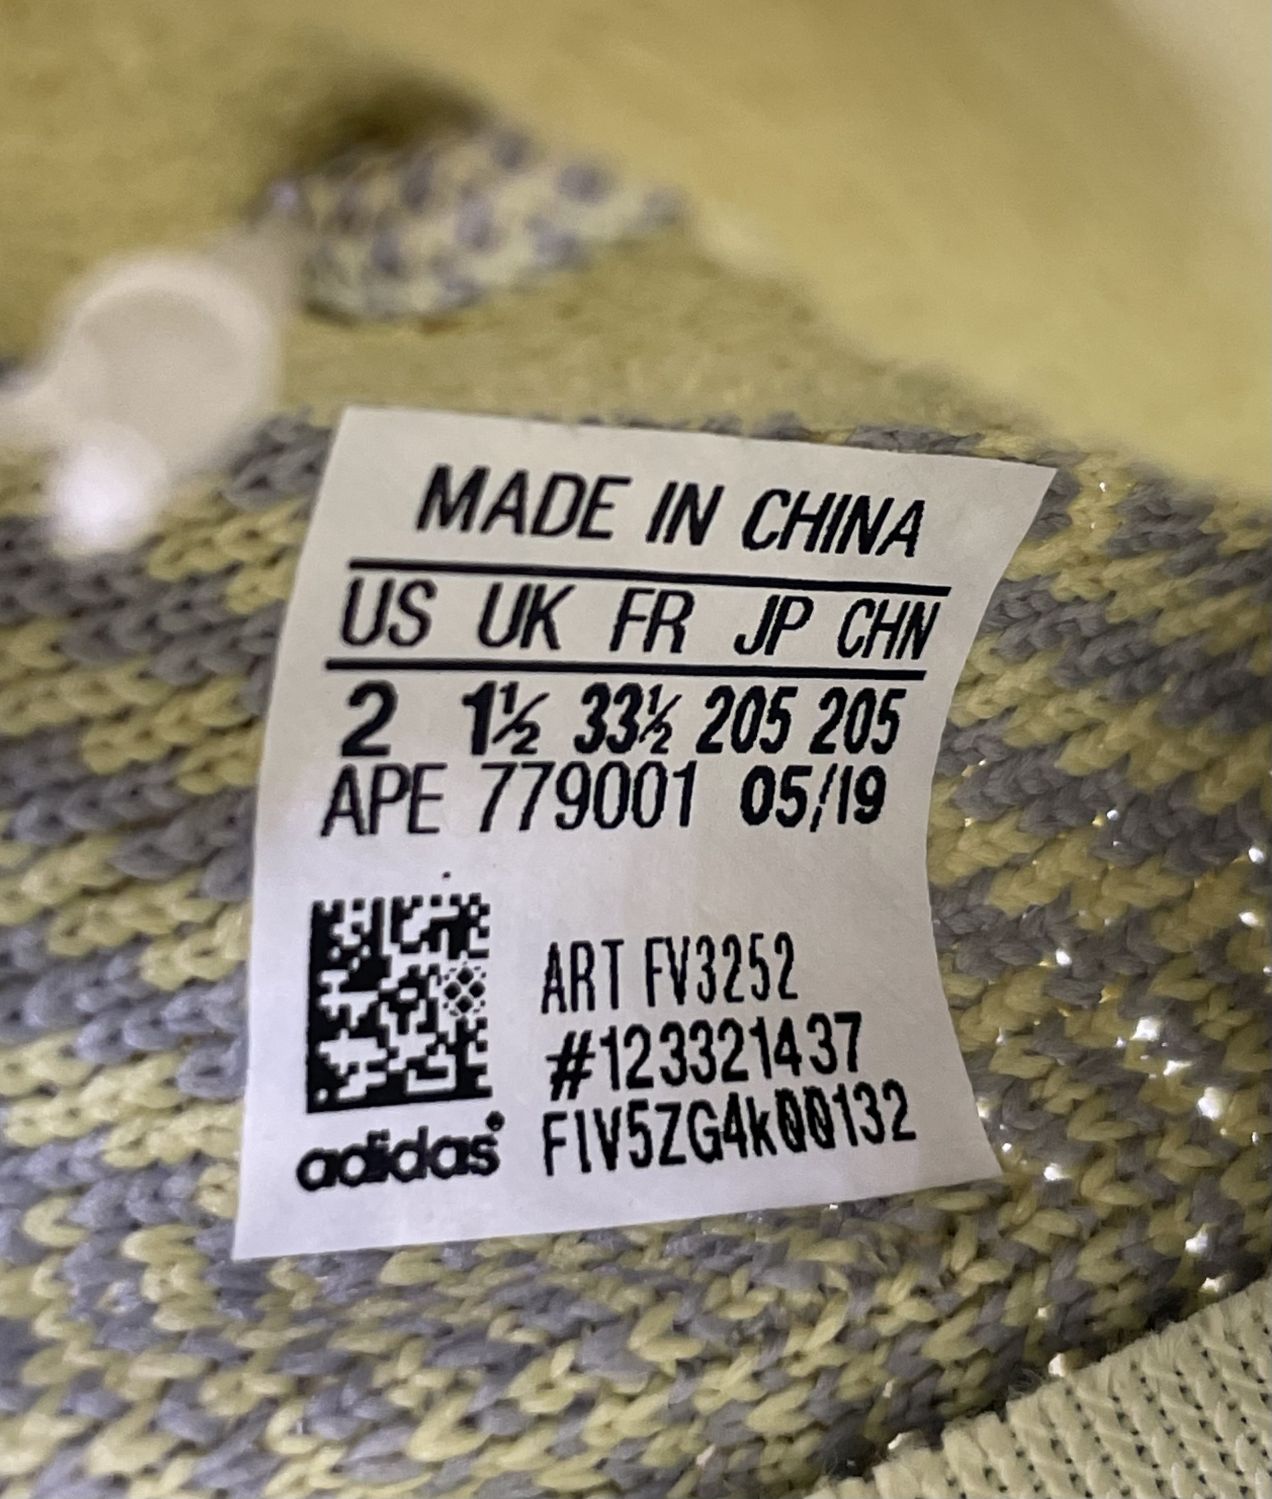 MADE IN CHINA
US UK FR JP CHN
2 1½ 33½ 205 205
APE 779001 05/19
ART FV3252
#123321437
F1V5ZG4k00132
adidas